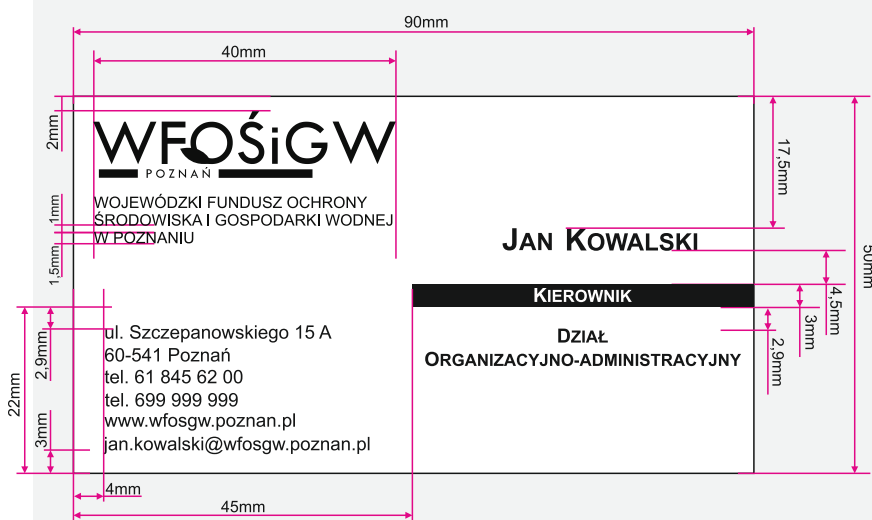 90mm
40mm
2mm
WFOŚiGW
POZNAŃ
17,5mm
WOJEWÓDZKI FUNDUSZ OCHRONY
ŚRODOWISKA I GOSPODARKI WODNEJ
W POZNANIU
1mm
1,5mm
JAN KOWALSKI
50mm
KIEROWNIK
4,5mm
3mm
DZIAŁ
ORGANIZACYJNO-ADMINISTRACYJNY
2,9mm
ul. Szczepanowskiego 15 A
60-541 Poznań
tel. 61 845 62 00
tel. 699 999 999
www.wfosgw.poznan.pl
jan.kowalski@wfosgw.poznan.pl
2,9mm
22mm
3mm
4mm
45mm